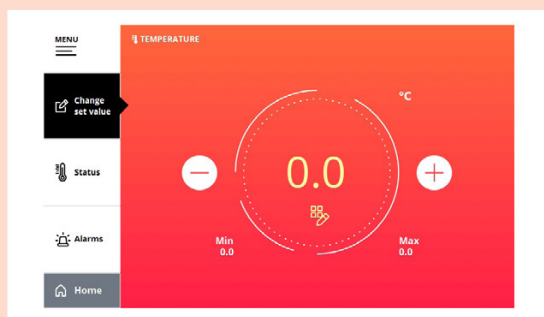 MENU
TEMPERATURE
Change
set value
°C
Status
0.0
Alarms
Min
0.0
Max
0.0
Home